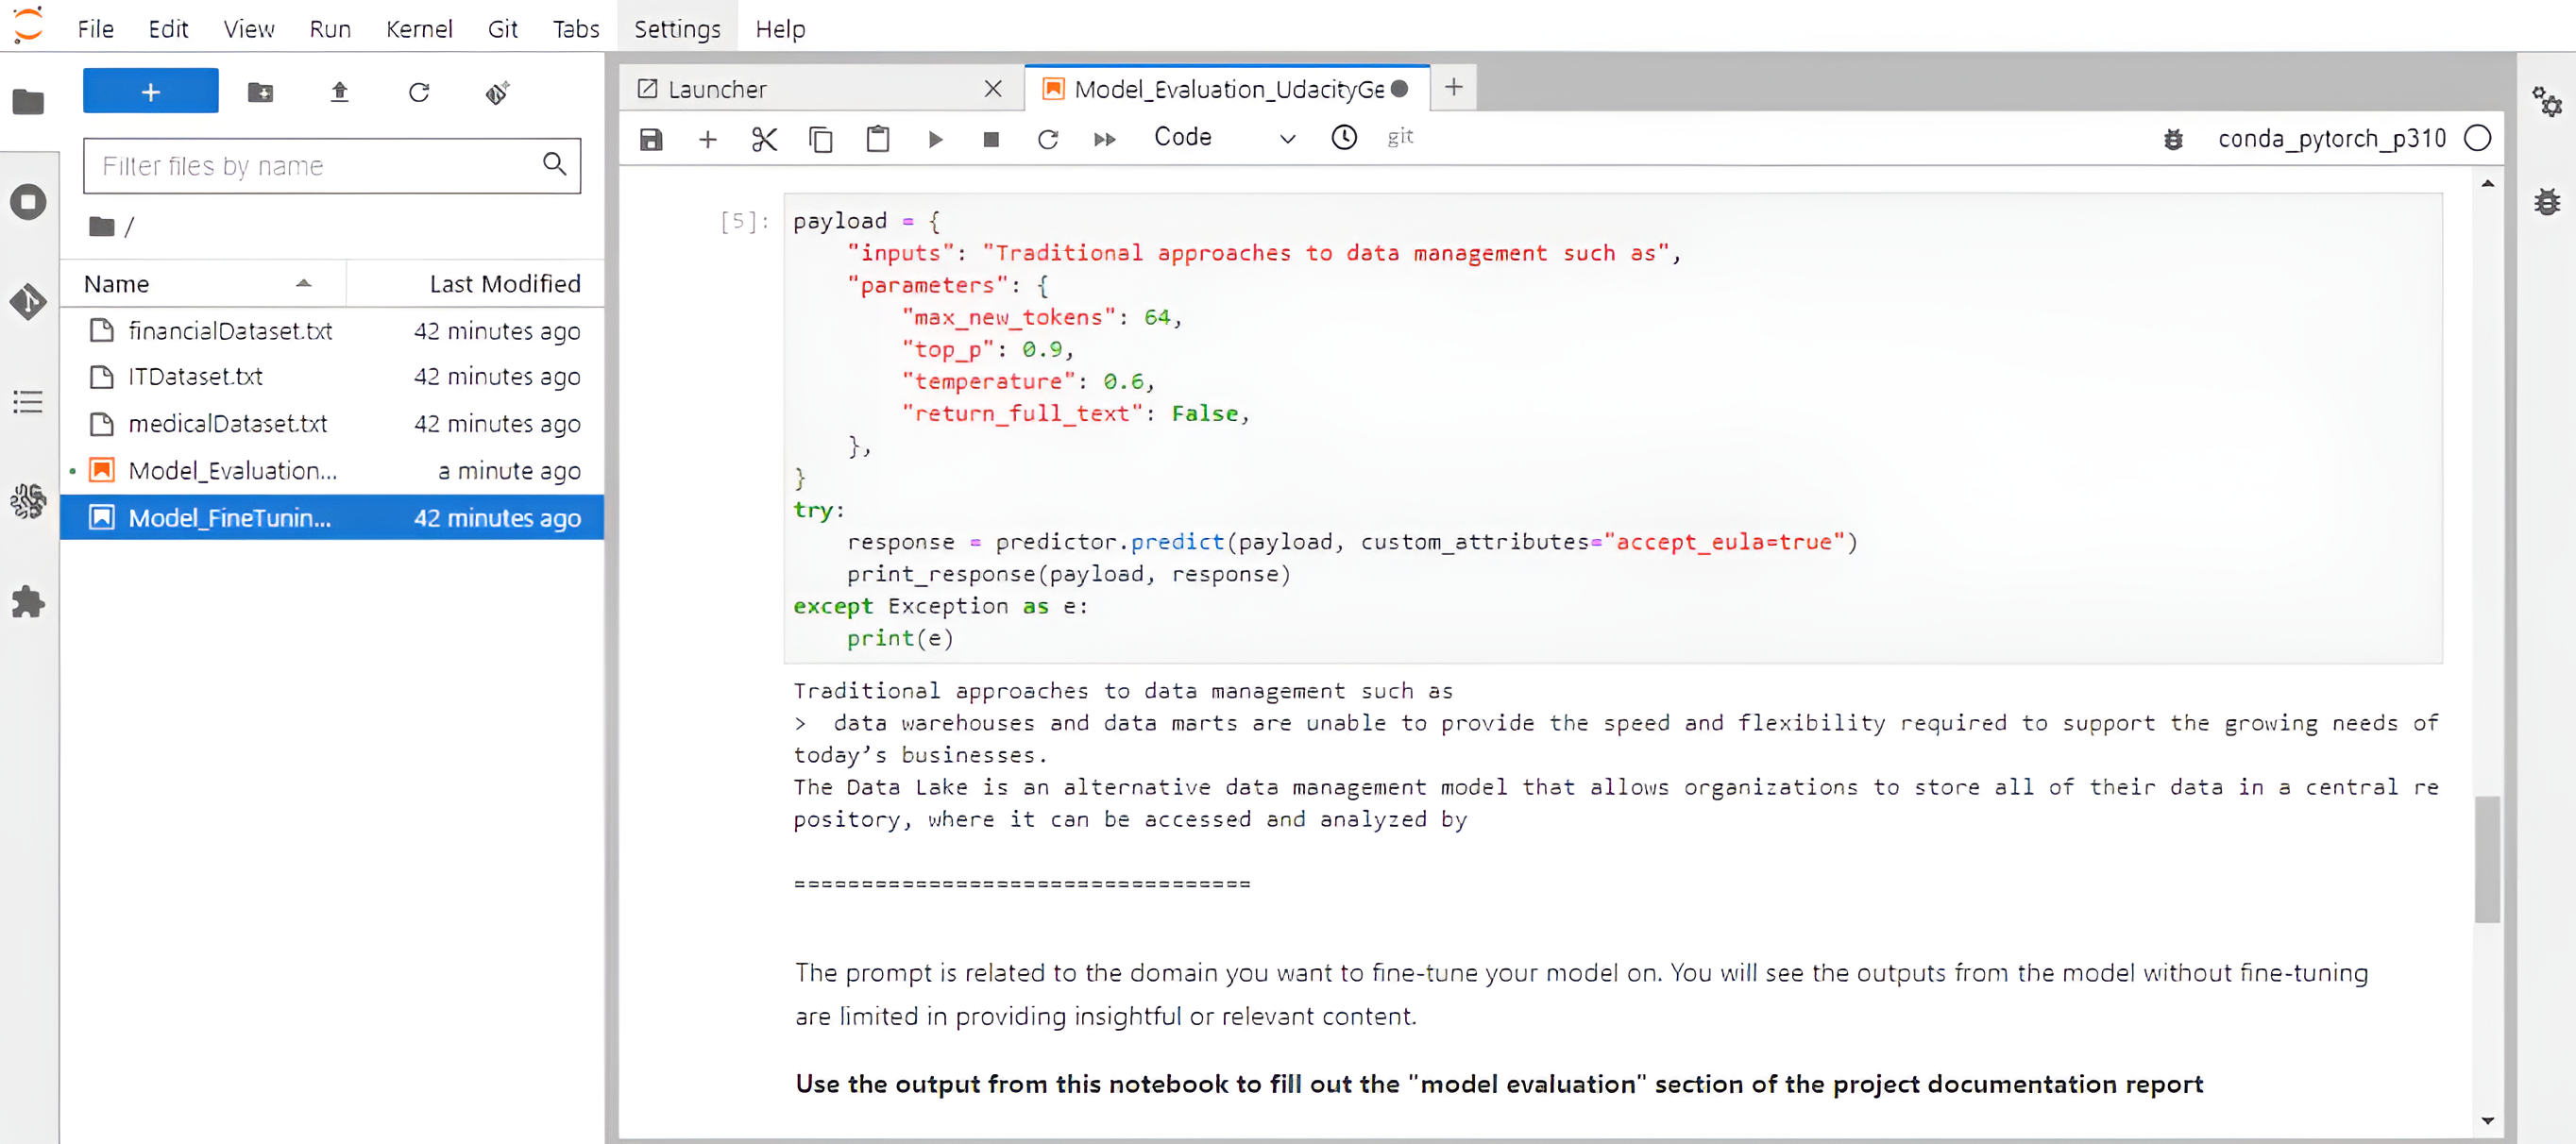 File Edit View Run Kernel Git Tabs Settings Help
+
Filter files by name
/
Name Last Modified
financialDataset.txt 42 minutes ago
ITDataset.txt 42 minutes ago
medicalDataset.txt 42 minutes ago
Model_Evaluation... a minute ago
Model_FineTunin... 42 minutes ago
Launcher Model_Evaluation_UdacityGe +
Code git conda_pytorch_p310
[5]: payload = {
"inputs": "Traditional approaches to data management such as",
"parameters": {
"max_new_tokens": 64,
"top_p": 0.9,
"temperature": 0.6,
"return_full_text": False,
},
}
try:
response = predictor.predict(payload, custom_attributes="accept_eula=true")
print_response(payload, response)
except Exception as e:
print(e)
Traditional approaches to data management such as
> data warehouses and data marts are unable to provide the speed and flexibility required to support the growing needs of
today’s businesses.
The Data Lake is an alternative data management model that allows organizations to store all of their data in a central re
pository, where it can be accessed and analyzed by
==================================
The prompt is related to the domain you want to fine-tune your model on. You will see the outputs from the model without fine-tuning
are limited in providing insightful or relevant content.
Use the output from this notebook to fill out the "model evaluation" section of the project documentation report